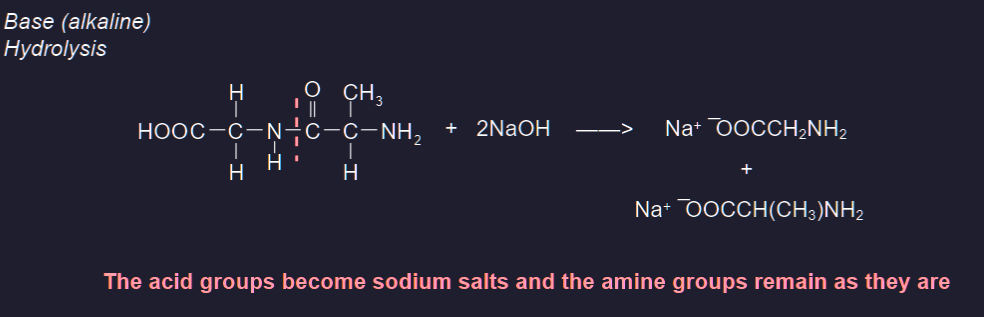 Base (alkaline)
Hydrolysis
H O CH₃
HOOC–C–N–C–C–NH₂ + 2NaOH ——> Na⁺ ⁻OOCCH₂NH₂
H H H
+
Na⁺ ⁻OOCCH(CH₃)NH₂
The acid groups become sodium salts and the amine groups remain as they are